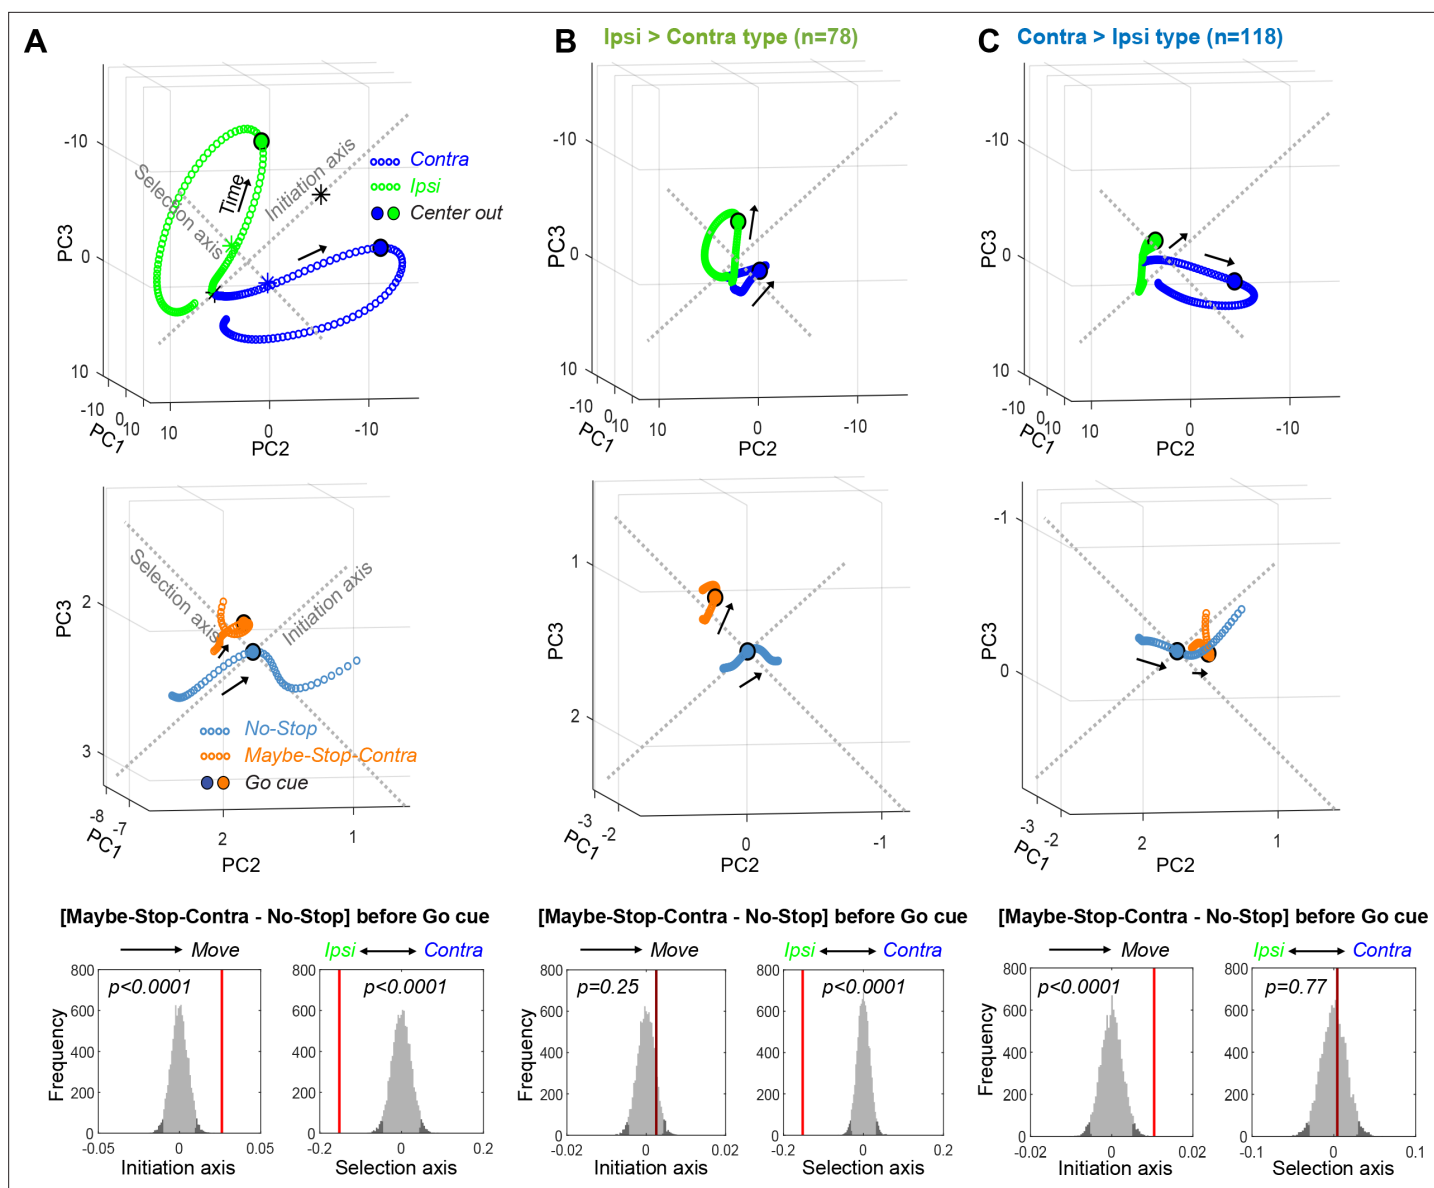 A
B Ipsi > Contra type (n=78)
C Contra > Ipsi type (n=118)
-10
0
10
PC3
-10
0
10
PC1
10
0
-10
PC2
Selection axis
Time
Initiation axis
Contra
Ipsi
Center out
-10
0
10
PC3
-10
0
10
PC1
10
0
-10
PC2
-10
0
10
PC3
-10
0
10
PC1
10
0
-10
PC2
2
3
PC3
-8
-7
PC1
2
1
PC2
Selection axis
Initiation axis
No-Stop
Maybe-Stop-Contra
Go cue
1
2
PC3
-3
-2
PC1
0
-1
PC2
-1
0
PC3
-3
-2
PC1
2
1
PC2
[Maybe-Stop-Contra - No-Stop] before Go cue
Move
Ipsi Contra
800
600
400
200
0
Frequency
p<0.0001
-0.05
0
0.05
Initiation axis
800
600
400
200
0
p<0.0001
-0.2
0
0.2
Selection axis
[Maybe-Stop-Contra - No-Stop] before Go cue
Move
Ipsi Contra
800
600
400
200
0
Frequency
p=0.25
-0.02
0
0.02
Initiation axis
800
600
400
200
0
p<0.0001
-0.2
0
0.2
Selection axis
[Maybe-Stop-Contra - No-Stop] before Go cue
Move
Ipsi Contra
800
600
400
200
0
Frequency
p<0.0001
-0.02
0
0.02
Initiation axis
800
600
400
200
0
p=0.77
-0.1
0
0.1
Selection axis